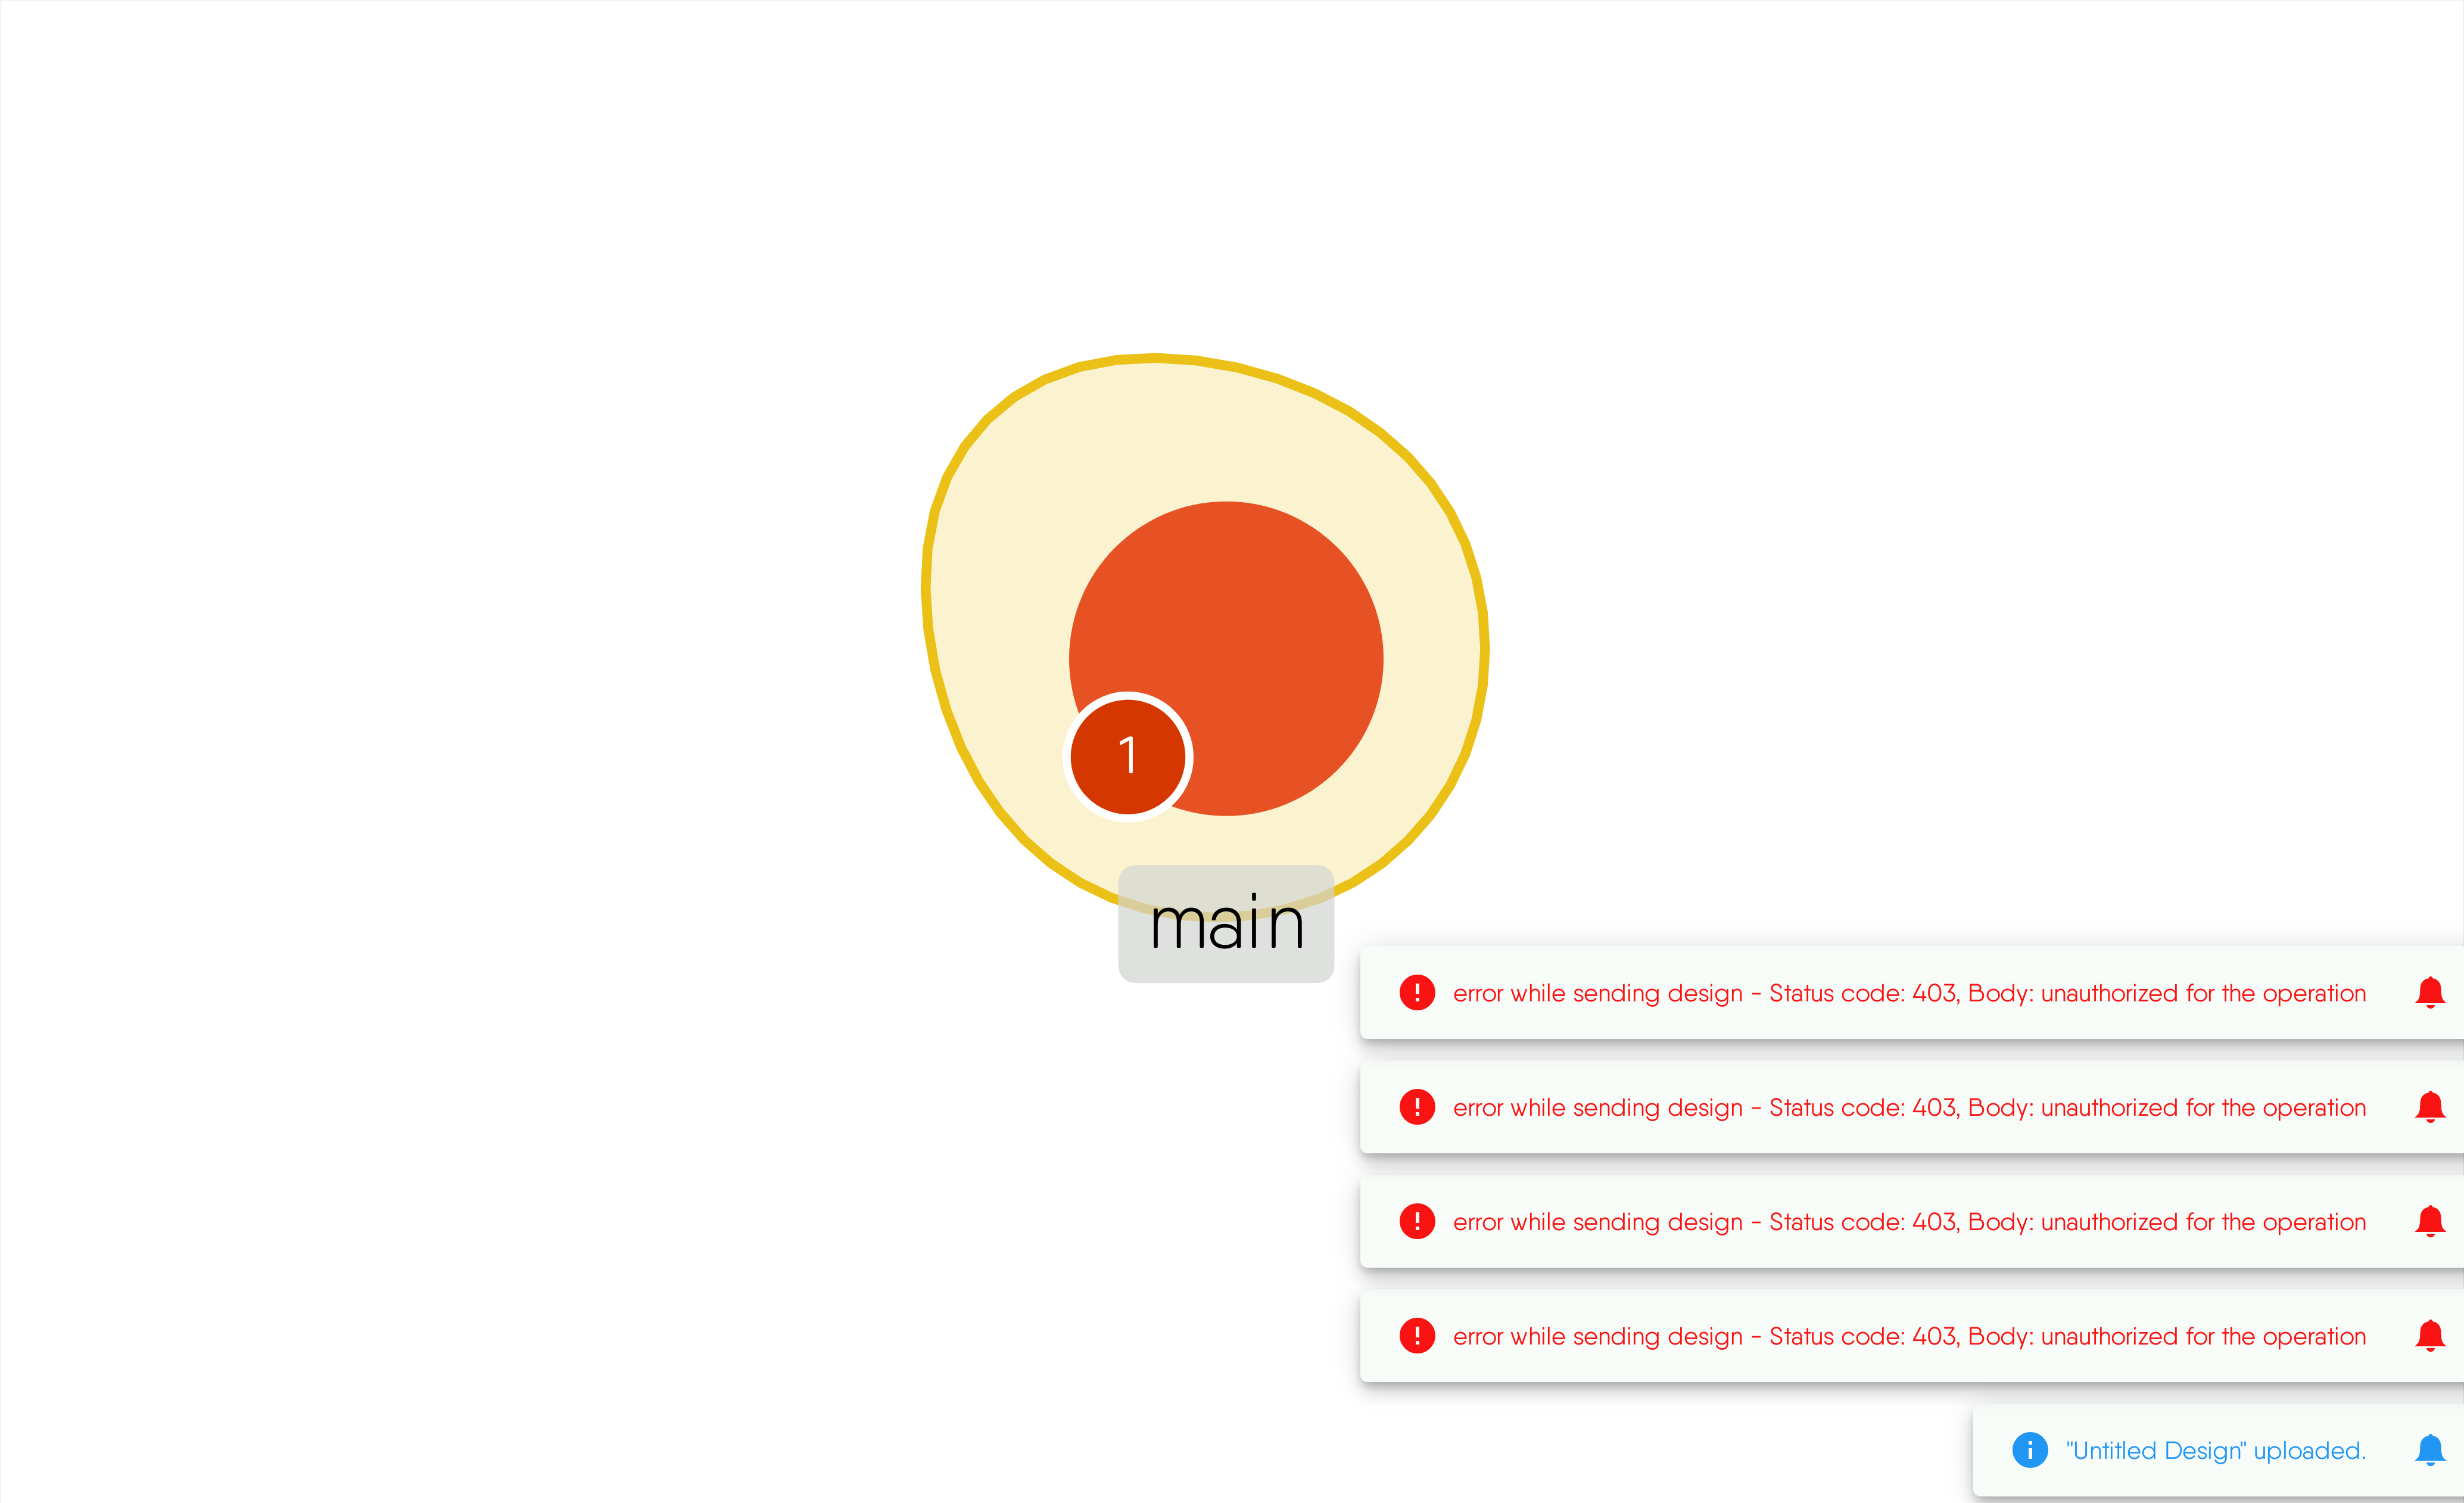 1
main
error while sending design - Status code: 403, Body: unauthorized for the operation
error while sending design - Status code: 403, Body: unauthorized for the operation
error while sending design - Status code: 403, Body: unauthorized for the operation
error while sending design - Status code: 403, Body: unauthorized for the operation
"Untitled Design" uploaded.